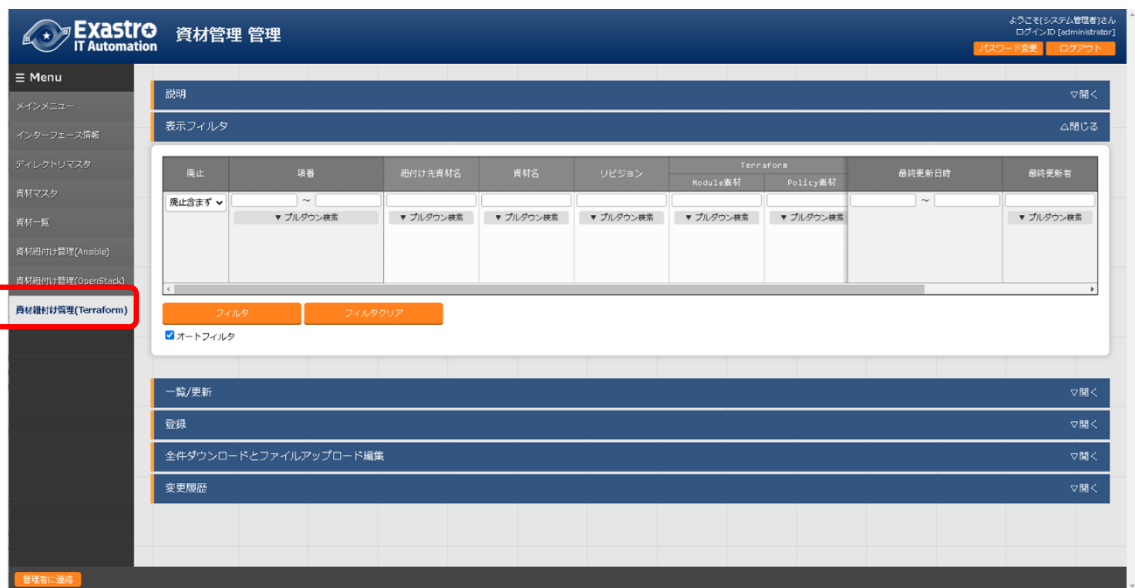 Exastro
IT Automation
資材管理 管理
ようこそ[システム管理者]さん
ログインID [administrator]
パスワード変更
ログアウト
☰ Menu
メインメニュー
インターフェース情報
ディレクトリマスタ
資材マスタ
資材一覧
資材紐付け管理(Ansible)
資材紐付け管理(OpenStack)
資材紐付け管理(Terraform)
説明 ▽開く
表示フィルタ △閉じる
廃止 項番 紐付け先資材名 資材名 リビジョン Terraform 最終更新日時 最終更新者
Module素材 Policy素材
廃止含まず ～ ～
▼ プルダウン検索 ▼ プルダウン検索 ▼ プルダウン検索 ▼ プルダウン検索 ▼ プルダウン検索 ▼ プルダウン検索 ▼ プルダウン検索
フィルタ フィルタクリア
オートフィルタ
一覧/更新 ▽開く
登録 ▽開く
全件ダウンロードとファイルアップロード編集 ▽開く
変更履歴 ▽開く
管理者に連絡